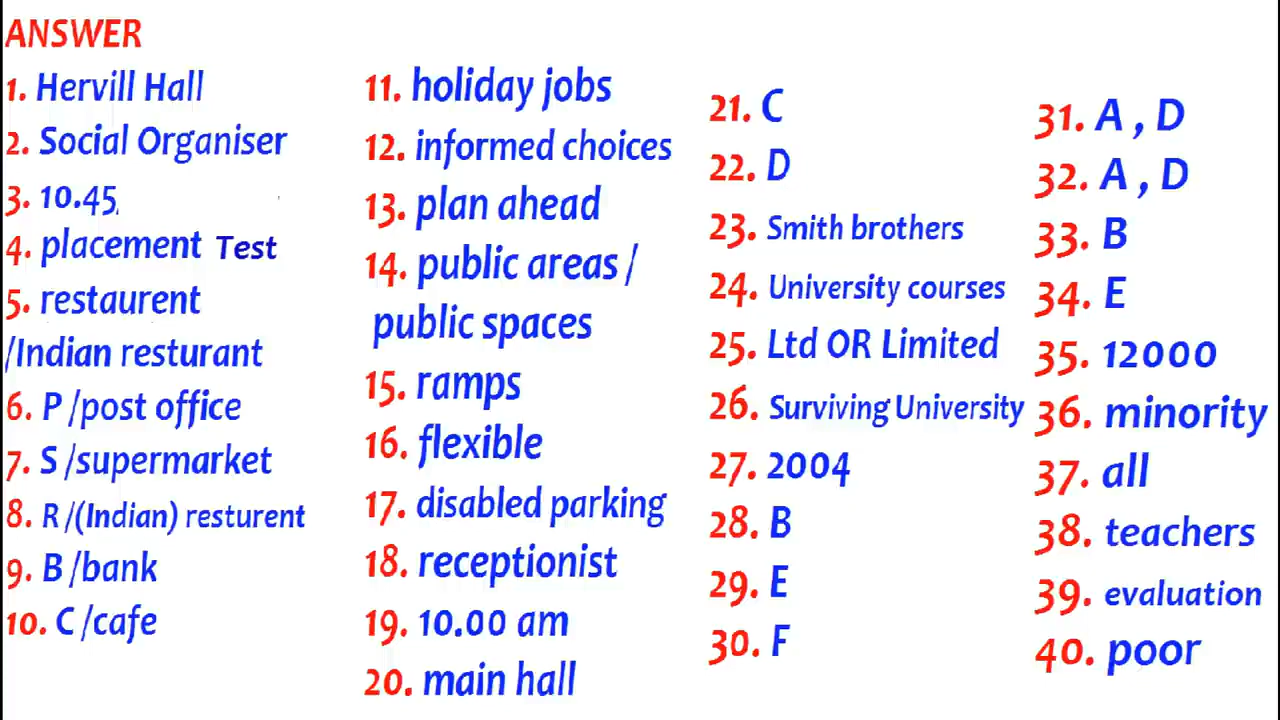 ANSWER
1. Hervill Hall
2. Social Organiser
3. 10.45,
4. placement Test
5. restaurent
/Indian resturant
6. P/post office
7. S/supermarket
8. R/(Indian) resturent
9. B/bank
10. C/cafe
11. holiday jobs
12. informed choices
13. plan ahead
14. public areas /
public spaces
15. ramps
16. flexible
17. disabled parking
18. receptionist
19. 10.00 am
20. main hall
21. C
22. D
23. Smith brothers
24. University courses
25. Ltd OR Limited
26. Surviving University
27. 2004
28. B
29. E
30. F
31. A , D
32. A , D
33. B
34. E
35. 12000
36. minority
37. all
38. teachers
39. evaluation
40. poor